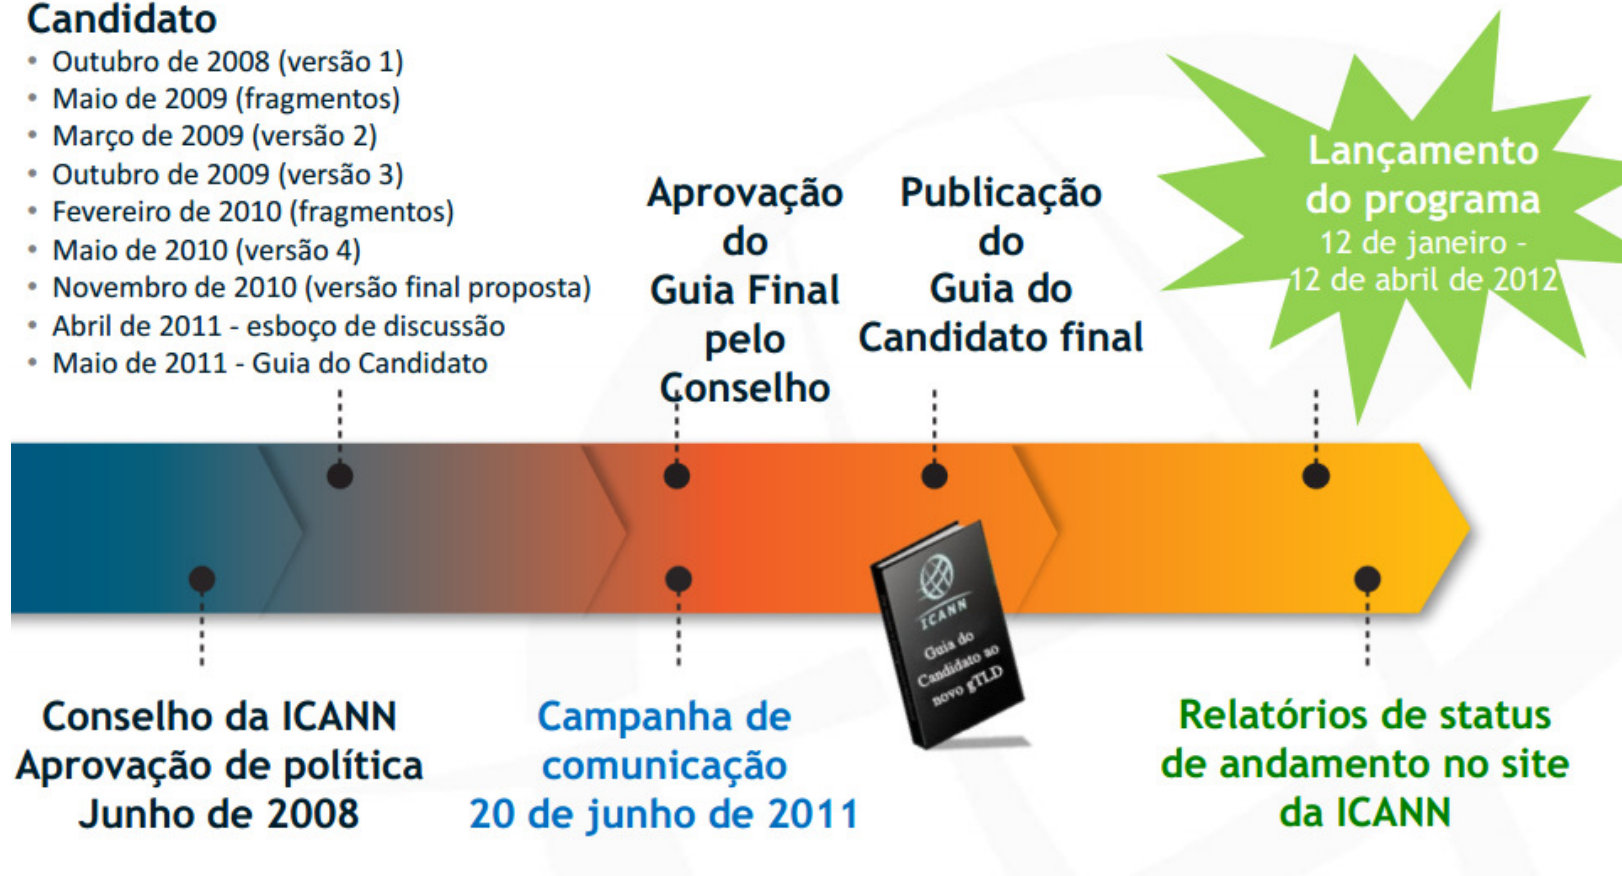 Candidato
• Outubro de 2008 (versão 1)
• Maio de 2009 (fragmentos)
• Março de 2009 (versão 2)
• Outubro de 2009 (versão 3)
• Fevereiro de 2010 (fragmentos)
• Maio de 2010 (versão 4)
• Novembro de 2010 (versão final proposta)
• Abril de 2011 - esboço de discussão
• Maio de 2011 - Guia do Candidato
Aprovação
do
Guia Final
pelo
Conselho
Publicação
do
Guia do
Candidato final
Lançamento
do programa
12 de janeiro -
12 de abril de 2012
ICANN
Guia do
Candidato ao
novo gTLD
Conselho da ICANN
Aprovação de política
Junho de 2008
Campanha de
comunicação
20 de junho de 2011
Relatórios de status
de andamento no site
da ICANN